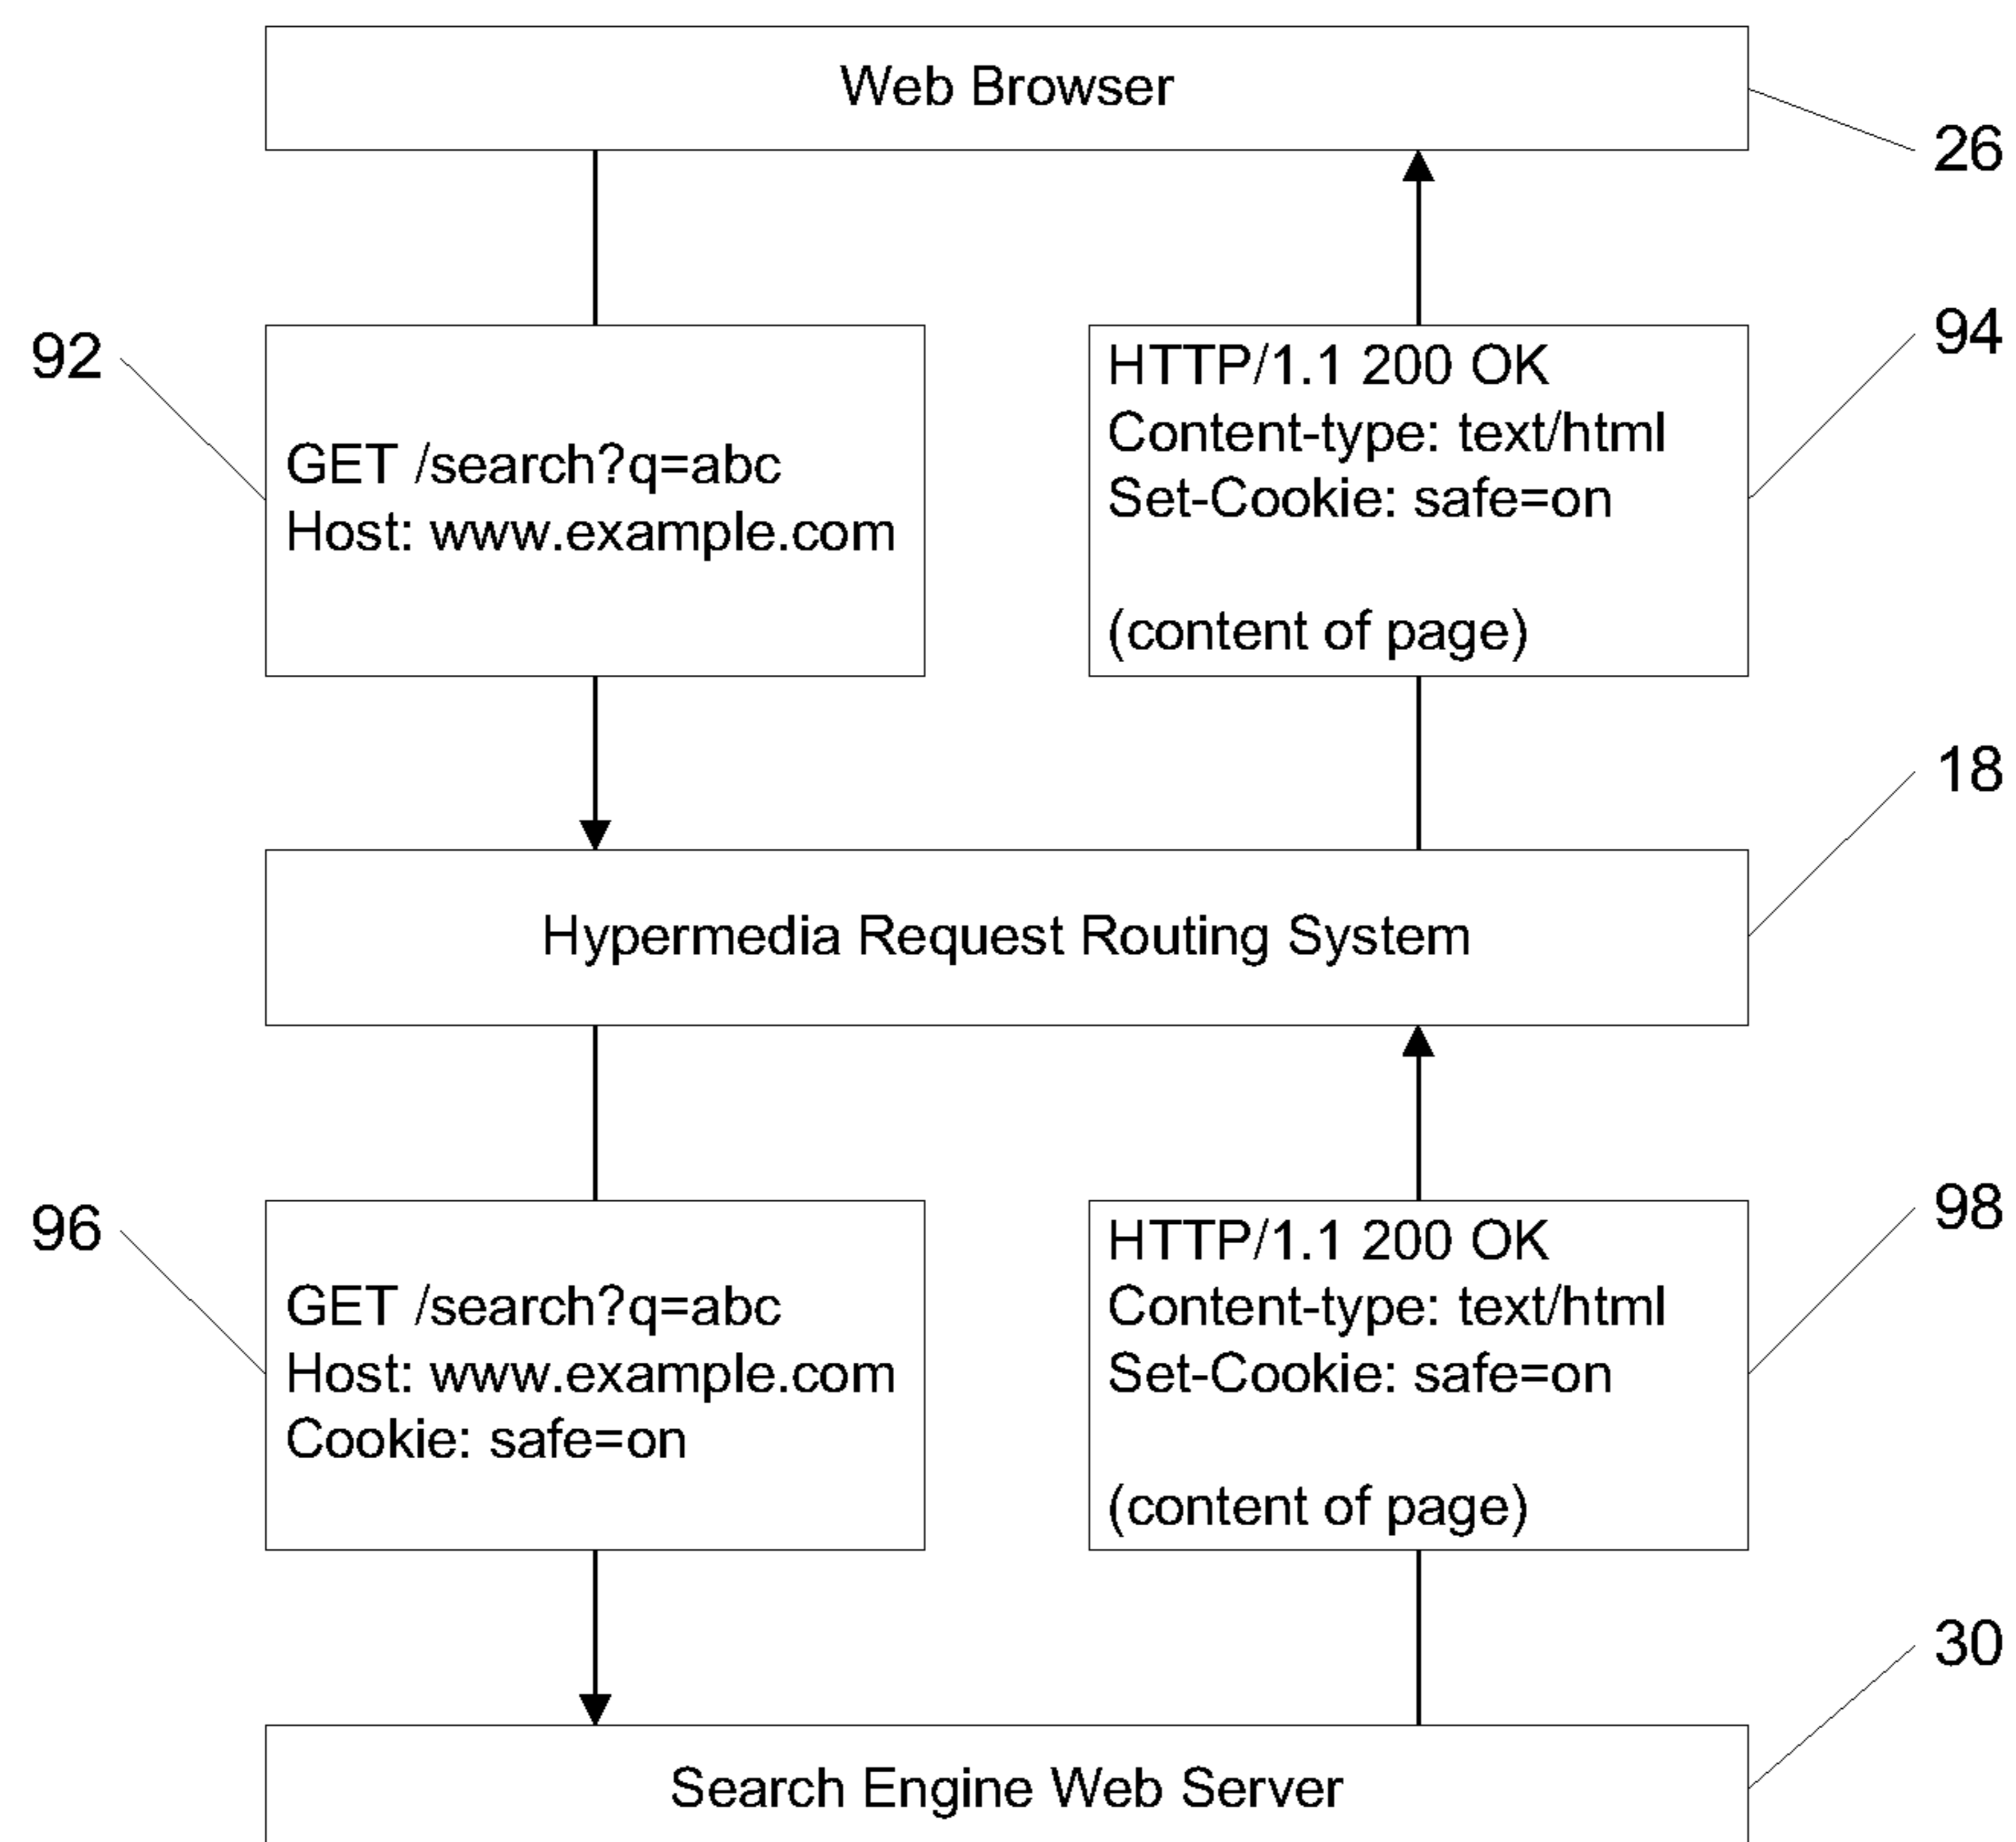 Web Browser
26
92
GET /search?q=abc
Host: www.example.com
HTTP/1.1 200 OK
Content-type: text/html
Set-Cookie: safe=on
(content of page)
94
18
Hypermedia Request Routing System
96
GET /search?q=abc
Host: www.example.com
Cookie: safe=on
HTTP/1.1 200 OK
Content-type: text/html
Set-Cookie: safe=on
(content of page)
98
30
Search Engine Web Server